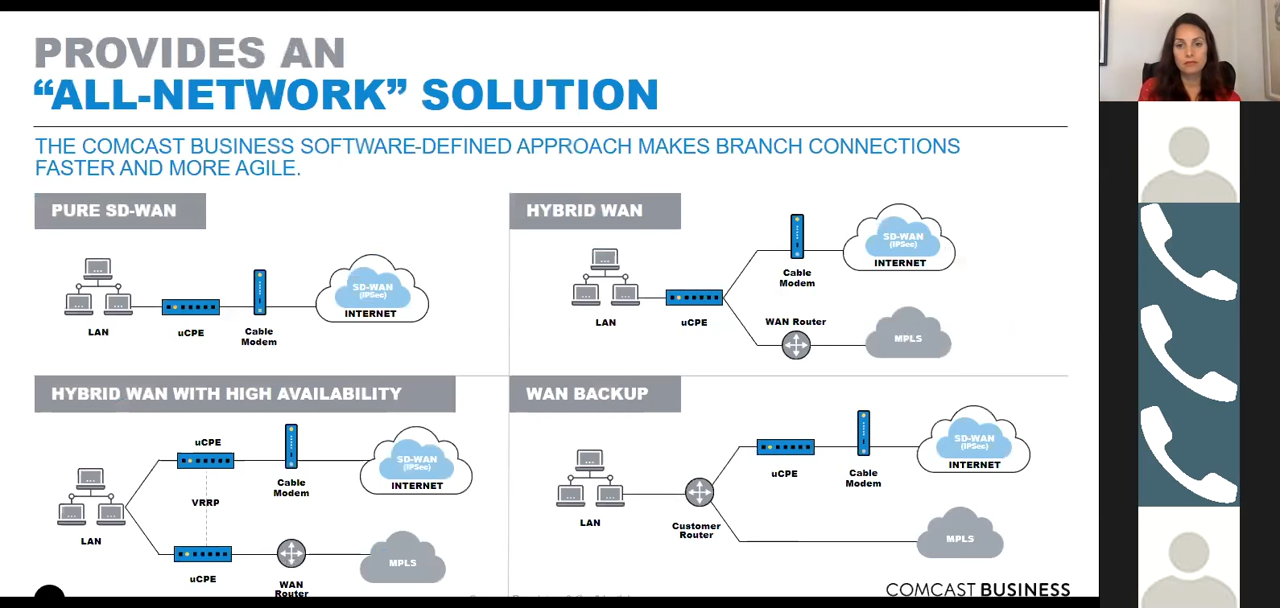 PROVIDES AN
“ALL-NETWORK” SOLUTION
THE COMCAST BUSINESS SOFTWARE-DEFINED APPROACH MAKES BRANCH CONNECTIONS
FASTER AND MORE AGILE.
PURE SD-WAN
LAN
uCPE
Cable
Modem
SD-WAN
(IPSec)
INTERNET
HYBRID WAN
LAN
uCPE
Cable
Modem
SD-WAN
(IPSec)
INTERNET
WAN Router
MPLS
HYBRID WAN WITH HIGH AVAILABILITY
LAN
uCPE
VRRP
uCPE
Cable
Modem
SD-WAN
(IPSec)
INTERNET
WAN
Router
MPLS
WAN BACKUP
LAN
Customer
Router
uCPE
Cable
Modem
SD-WAN
(IPSec)
INTERNET
MPLS
COMCAST BUSINESS